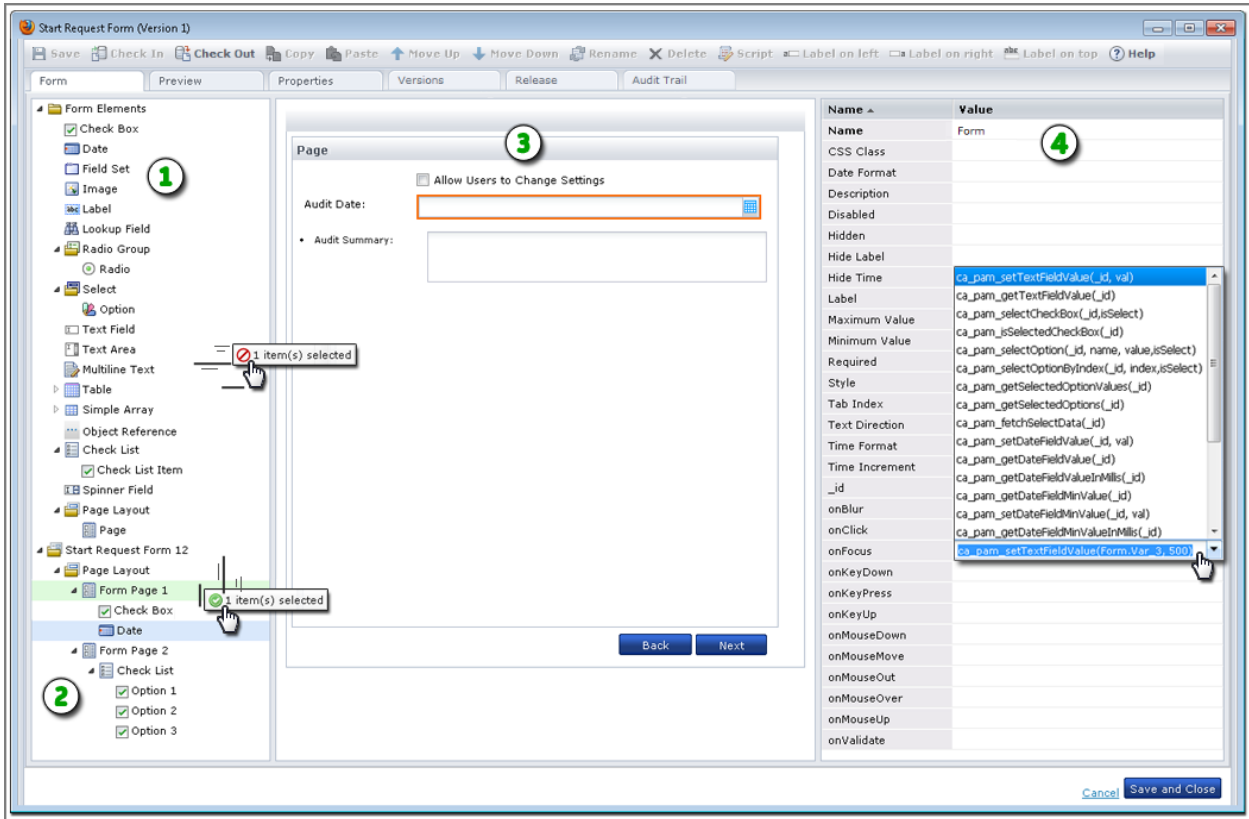 Start Request Form (Version 1)
Save Check In Check Out Copy Paste Move Up Move Down Rename Delete Script Label on left Label on right abc Label on top ? Help
Form Preview Properties Versions Release Audit Trail
Form Elements
Check Box
Date
Field Set
Image
abc Label
Lookup Field
Radio Group
Radio
Select
Option
Text Field
Text Area
Multiline Text
Table
Simple Array
Object Reference
Check List
Check List Item
Spinner Field
Page Layout
Page
Start Request Form 12
Page Layout
Form Page 1
Check Box
Date
Form Page 2
Check List
Option 1
Option 2
Option 3
1
2
1 item(s) selected
1 item(s) selected
3
Page
Allow Users to Change Settings
Audit Date:
• Audit Summary:
Back Next
4
Name Value
Name Form
CSS Class
Date Format
Description
Disabled
Hidden
Hide Label
Hide Time
Label
Maximum Value
Minimum Value
Required
Style
Tab Index
Text Direction
Time Format
Time Increment
_id
onBlur
onClick
onFocus
onKeyDown
onKeyPress
onKeyUp
onMouseDown
onMouseMove
onMouseOut
onMouseOver
onMouseUp
onValidate
ca_pam_setTextFieldValue(_id, val)
ca_pam_getTextFieldValue(_id)
ca_pam_selectCheckBox(_id,isSelect)
ca_pam_isSelectedCheckBox(_id)
ca_pam_selectOption(_id, name, value,isSelect)
ca_pam_selectOptionByIndex(_id, index,isSelect)
ca_pam_getSelectedOptionValues(_id)
ca_pam_getSelectedOptions(_id)
ca_pam_fetchSelectData(_id)
ca_pam_setDateFieldValue(_id, val)
ca_pam_getDateFieldValue(_id)
ca_pam_getDateFieldValueInMillis(_id)
ca_pam_getDateFieldMinValue(_id)
ca_pam_setDateFieldMinValue(_id, val)
ca_pam_getDateFieldMinValueInMillis(_id)
ca_pam_setTextFieldValue(Form.Var_3, 500)
Cancel Save and Close